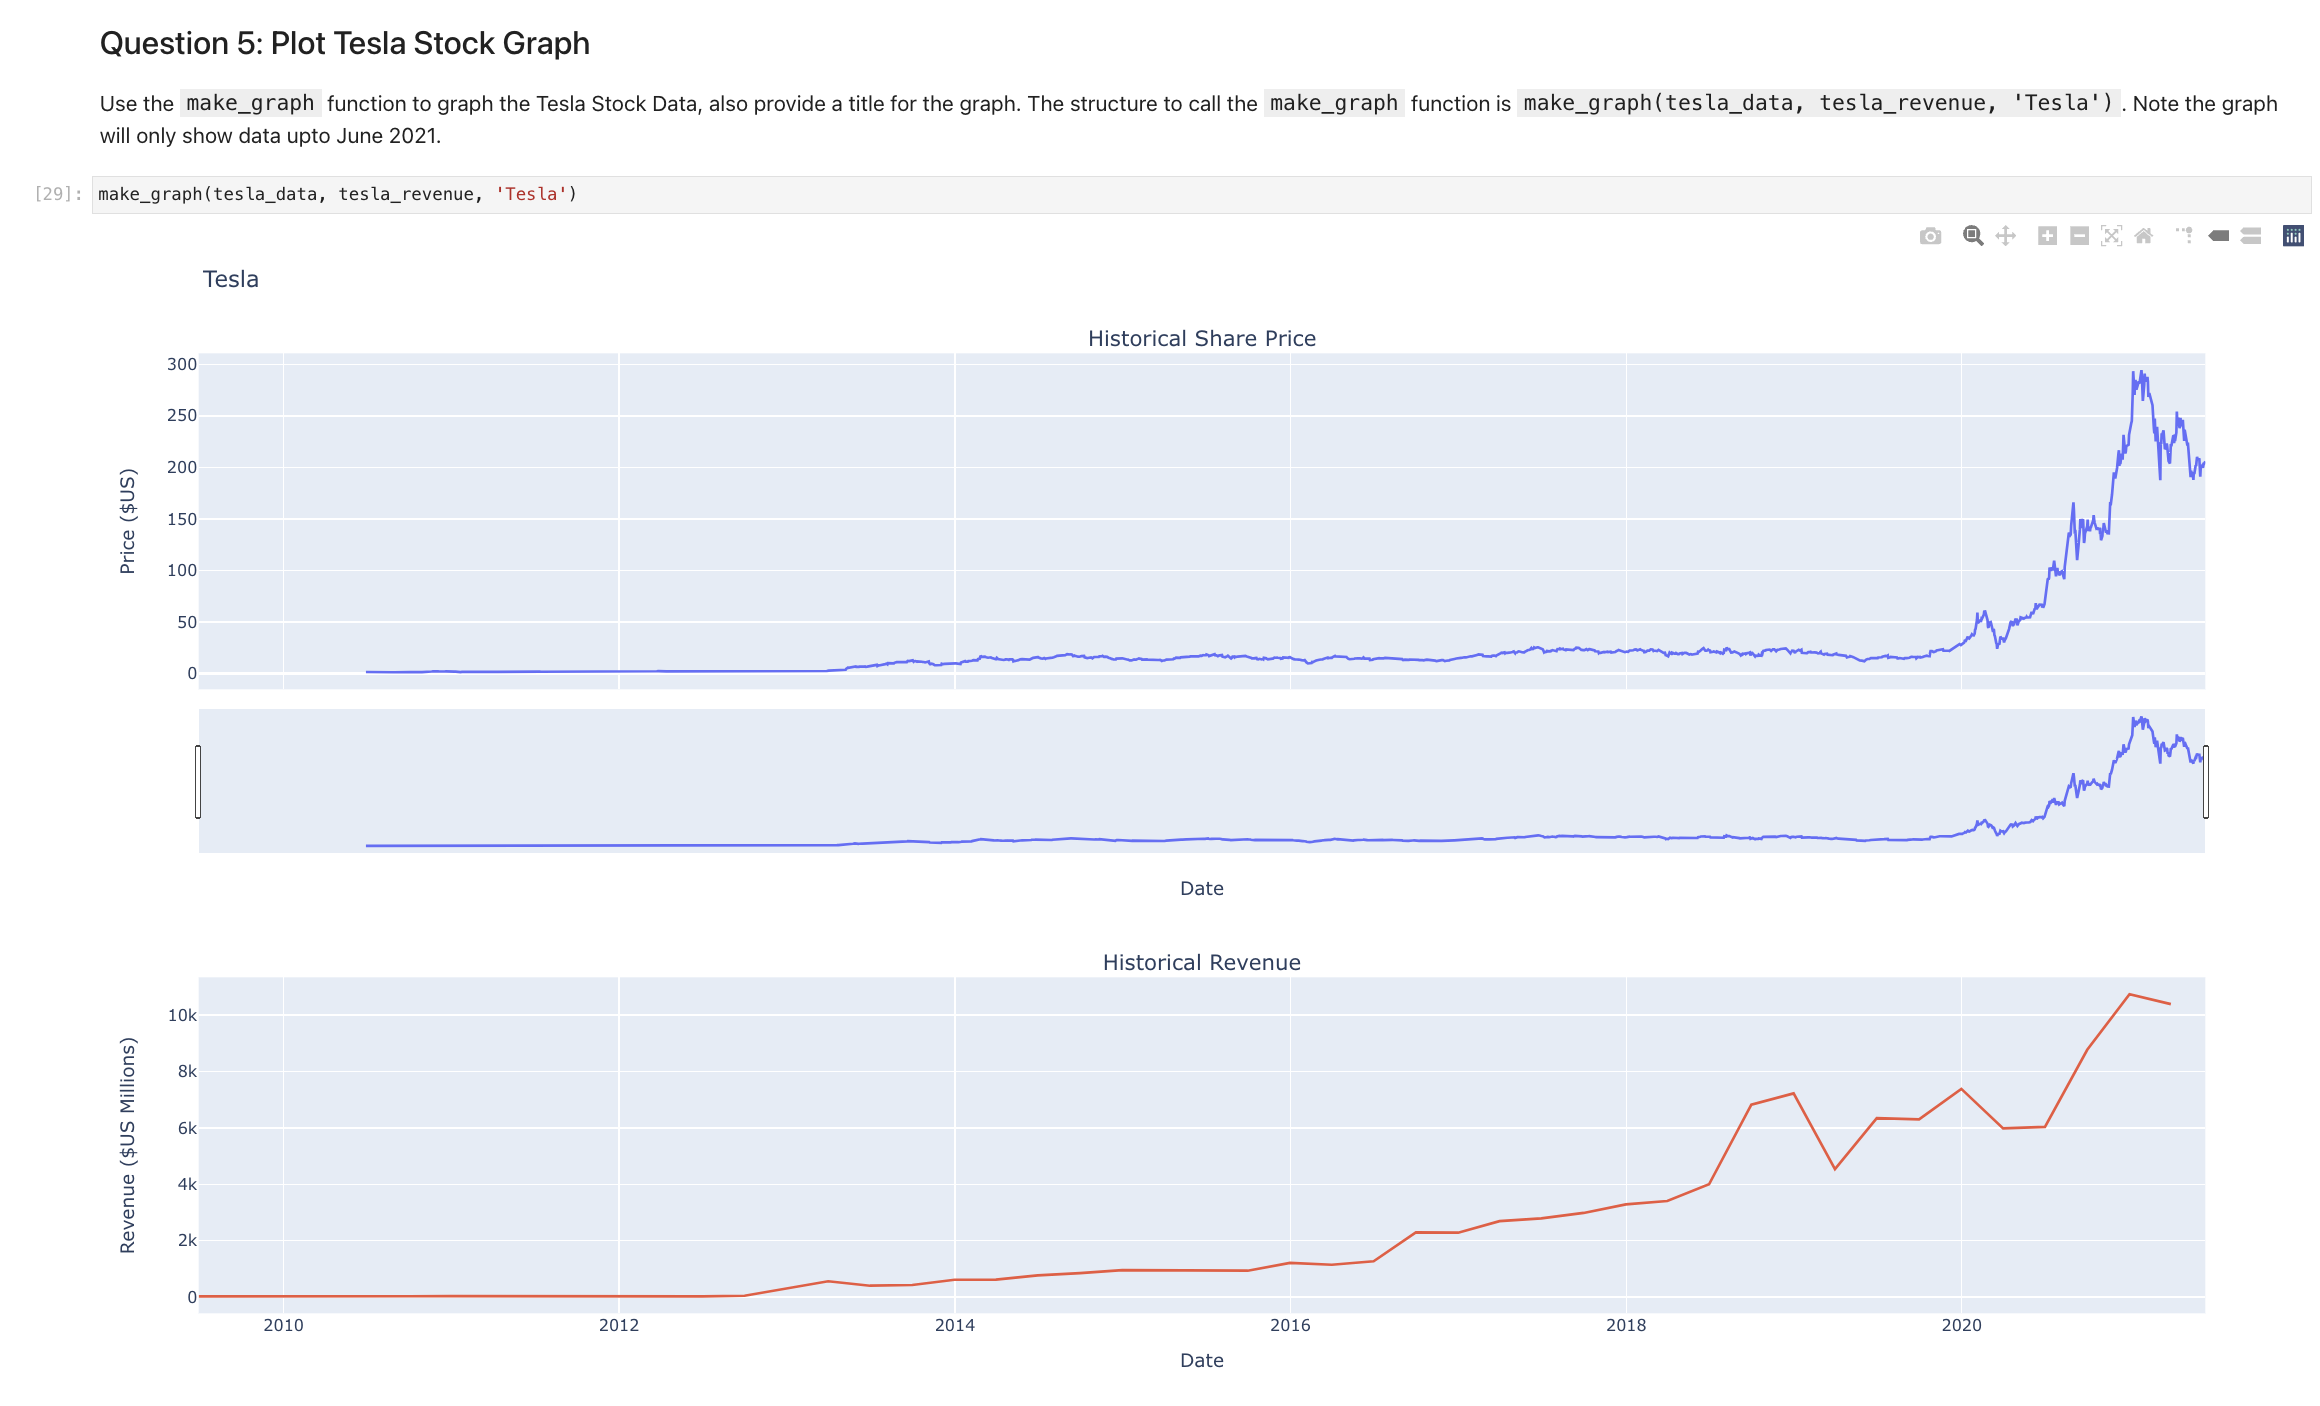 Question 5: Plot Tesla Stock Graph
Use the make_graph function to graph the Tesla Stock Data, also provide a title for the graph. The structure to call the make_graph function is make_graph(tesla_data, tesla_revenue, 'Tesla'). Note the graph
will only show data upto June 2021.
[29]: make_graph(tesla_data, tesla_revenue, 'Tesla')
Tesla
Historical Share Price
300
250
200
150
100
50
0
Price ($US)
Date
Historical Revenue
10k
8k
6k
4k
2k
0
Revenue ($US Millions)
2010 2012 2014 2016 2018 2020
Date